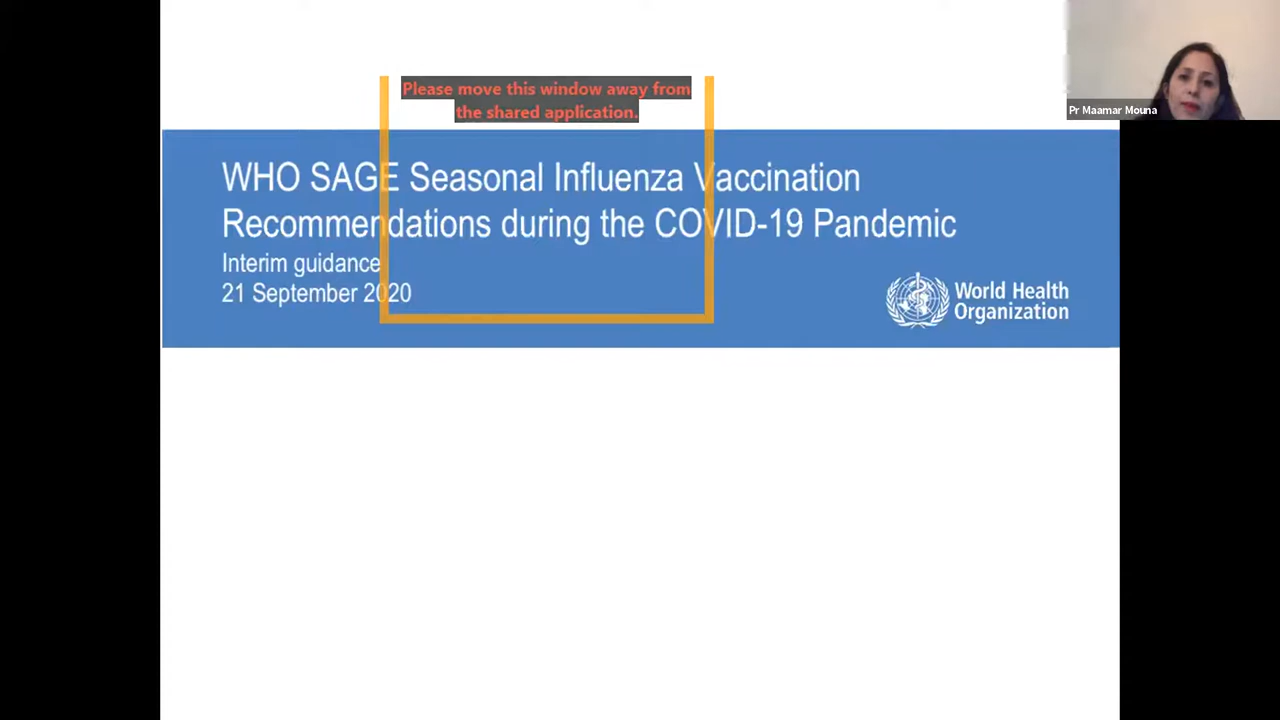 Please move this window away from
the shared application.
Pr Maamar Mouna
WHO SAGE Seasonal Influenza Vaccination
Recommendations during the COVID-19 Pandemic
Interim guidance
21 September 2020
World Health
Organization